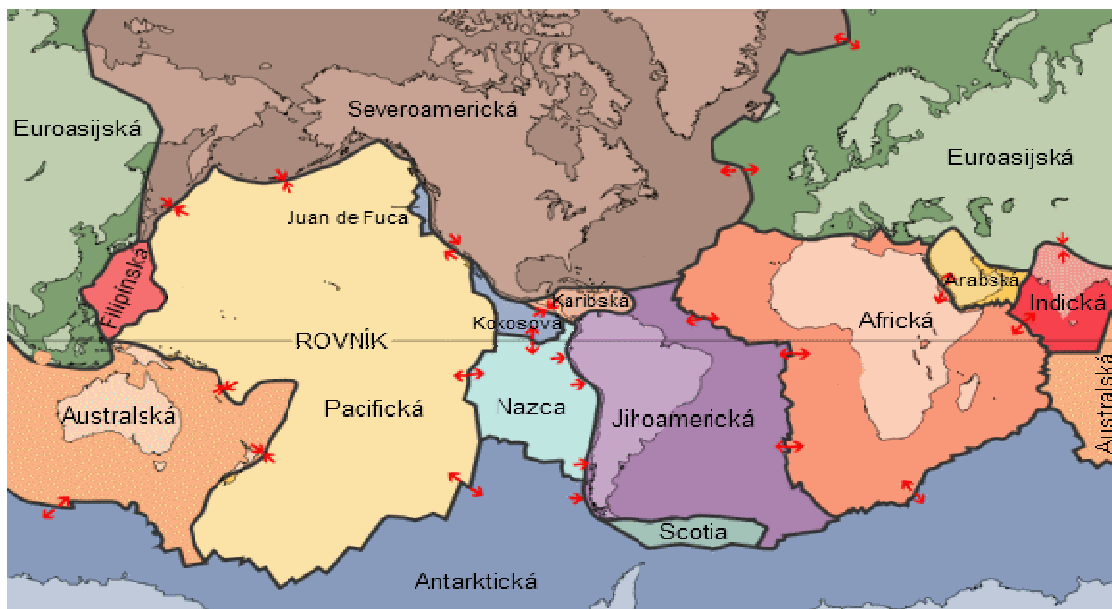 Severoamerická
Euroasijská
Euroasijská
Juan de Fuca
Filipínská
Arabská
Karibská
Indická
Kokosová
Africká
ROVNÍK
Australská
Pacifická
Nazca
Jihoamerická
Australská
Scotia
Antarktická